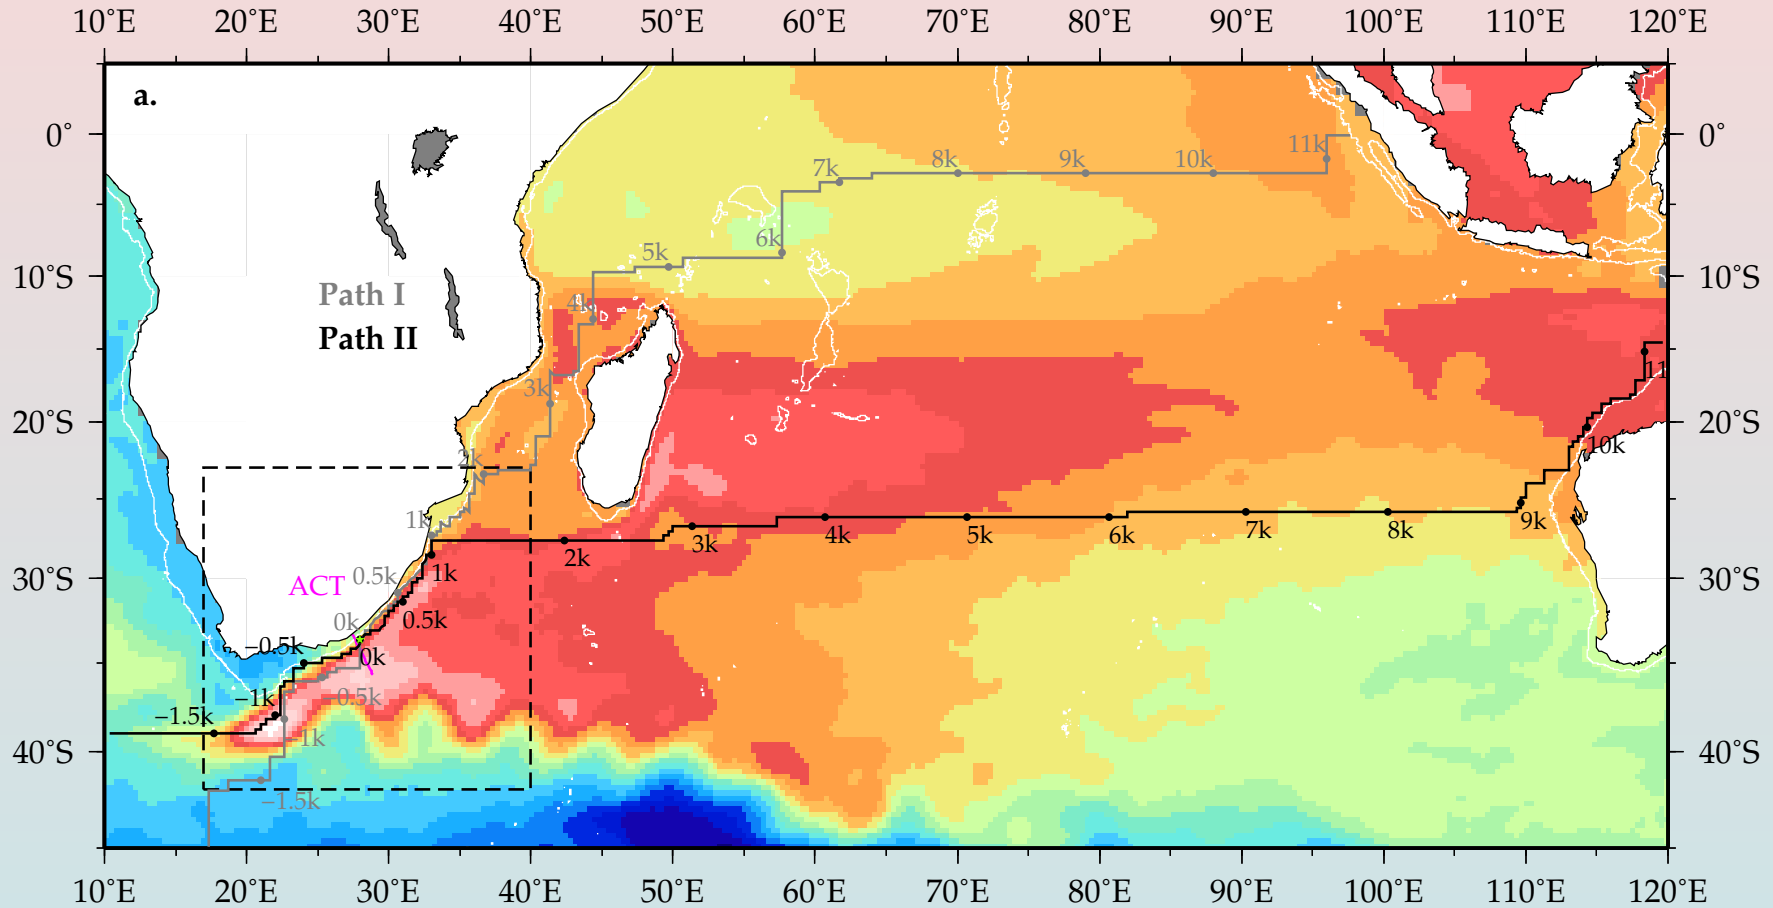 10°E 20°E 30°E 40°E 50°E 60°E 70°E 80°E 90°E 100°E 110°E 120°E
a.
0° 0°
11k
7k 8k 9k 10k
6k
5k
10°S 10°S
Path I
4k
Path II
11
3k
20°S 20°S
10k
2k
1k
9k
3k 4k 5k 6k 7k 8k
2k
30°S 30°S
ACT 0.5k 1k
0k 0.5k
−0.5k 0k
−1k −0.5k
−1.5k
−1k
40°S 40°S
−1.5k
10°E 20°E 30°E 40°E 50°E 60°E 70°E 80°E 90°E 100°E 110°E 120°E